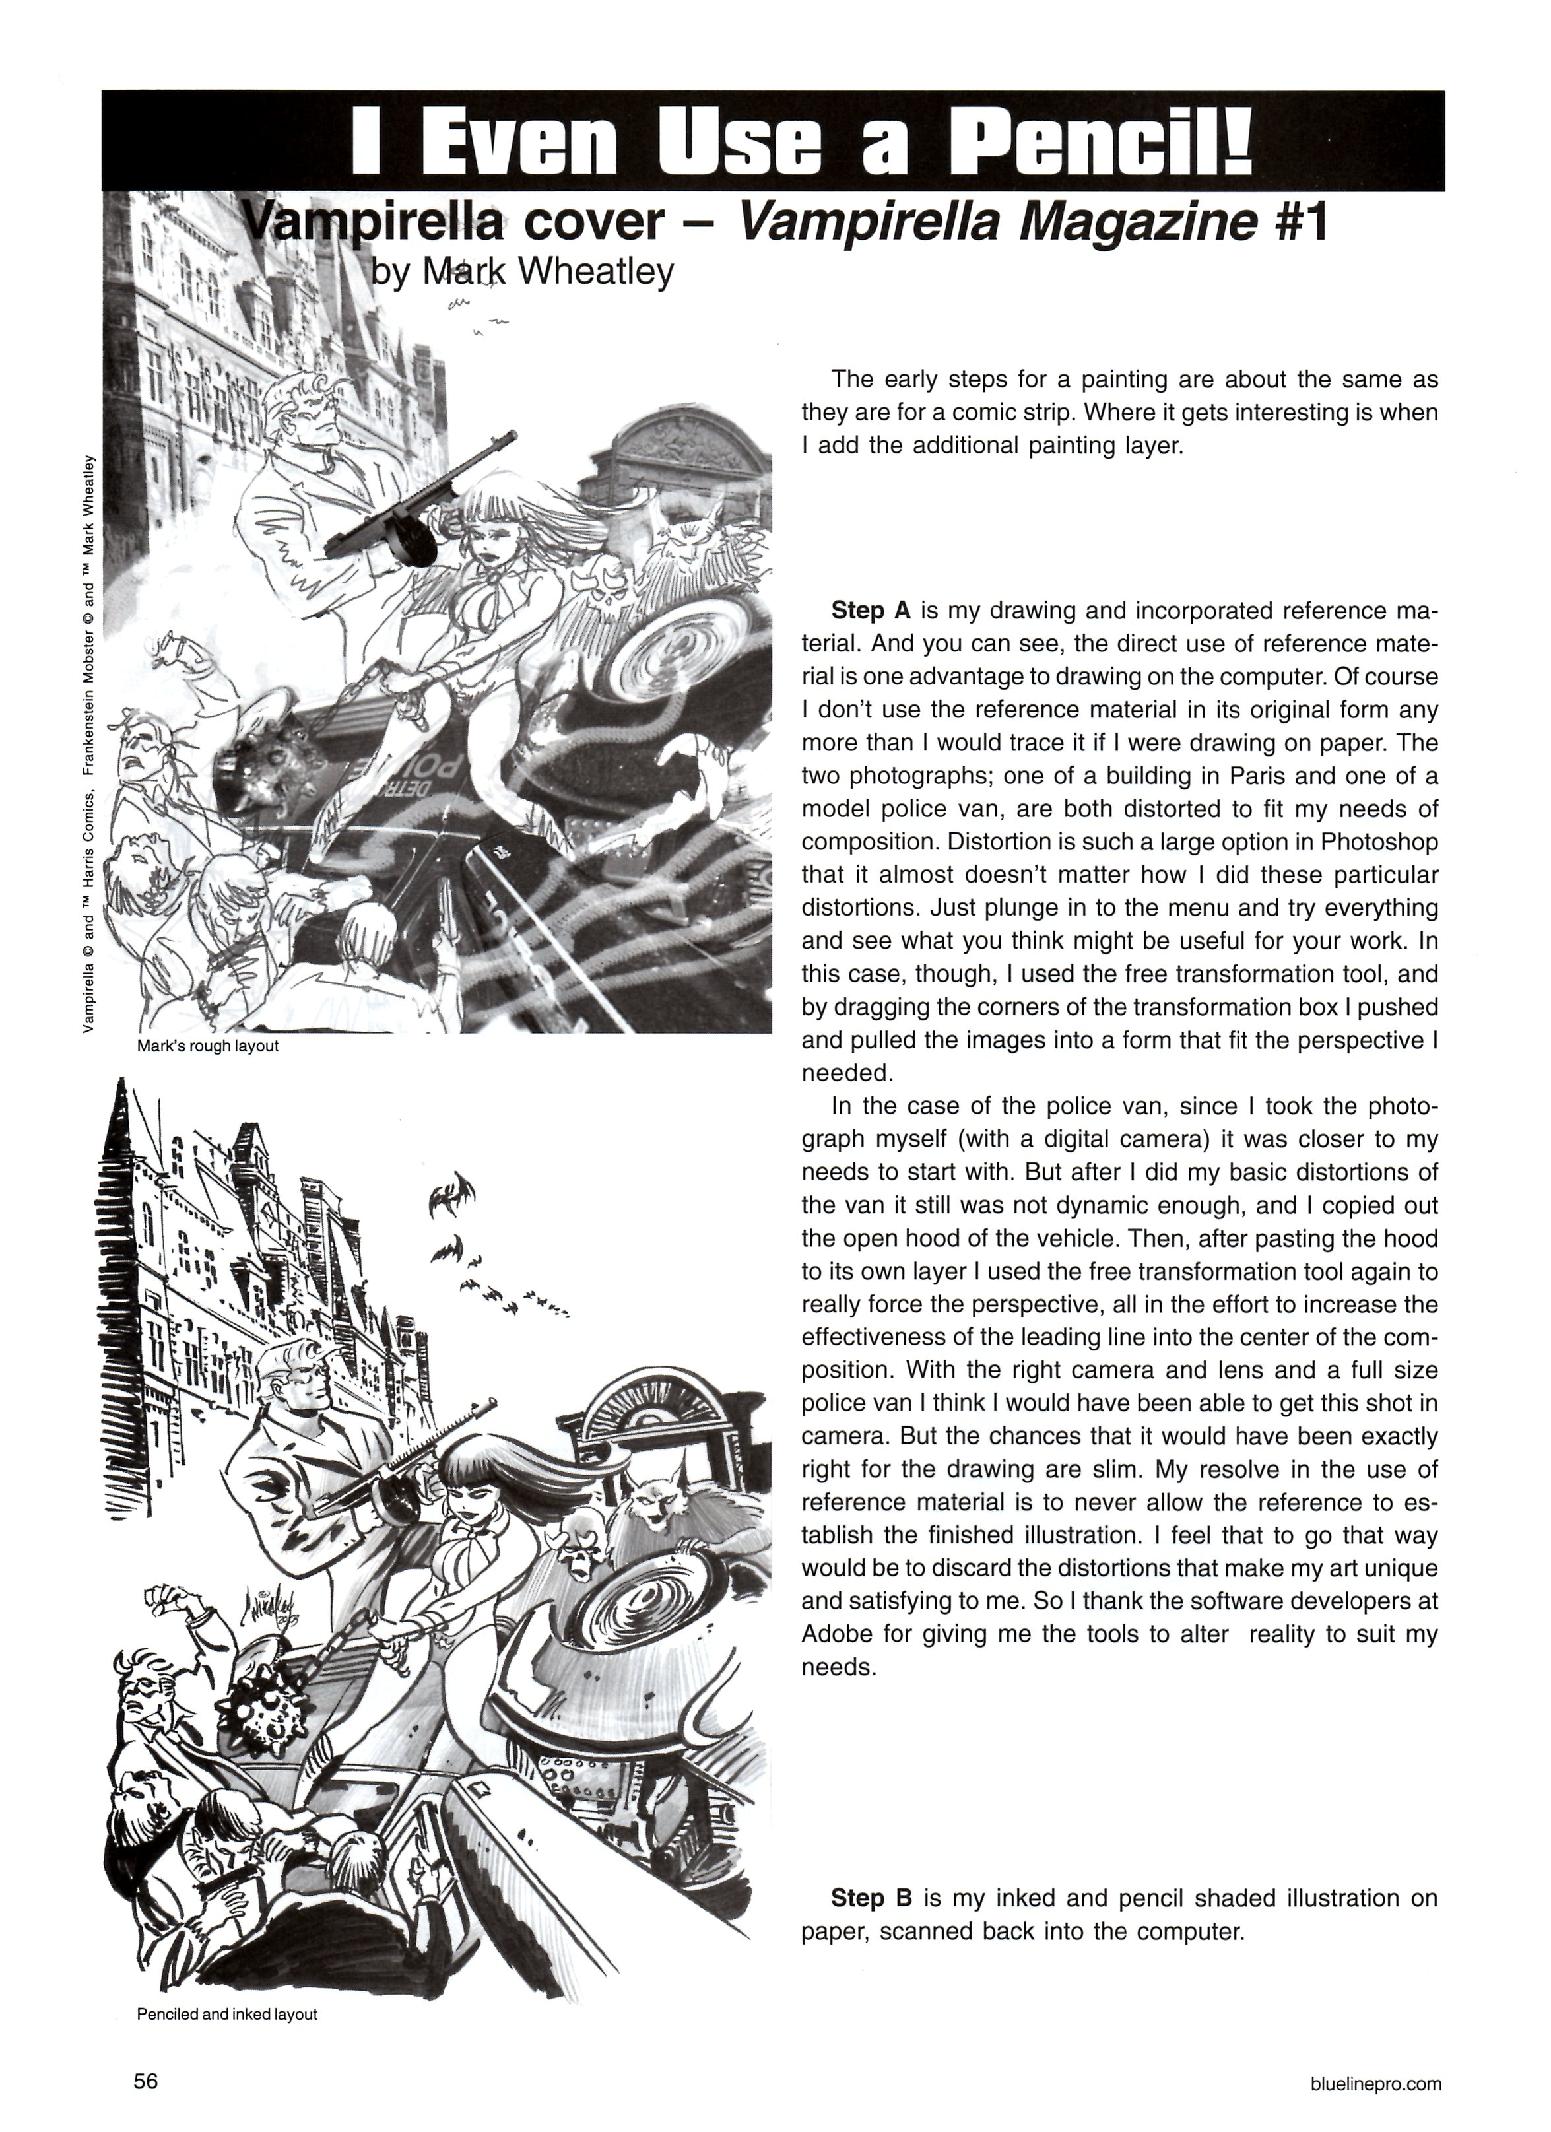 I Even Use a Pencil!
Vampirella cover – Vampirella Magazine #1
by Mark Wheatley
The early steps for a painting are about the same as
they are for a comic strip. Where it gets interesting is when
I add the additional painting layer.
Vampirella © and ™ Harris Comics, Frankenstein Mobster © and ™ Mark Wheatley
POLICE
DETR
Mark's rough layout
Step A is my drawing and incorporated reference ma-
terial. And you can see, the direct use of reference mate-
rial is one advantage to drawing on the computer. Of course
I don't use the reference material in its original form any
more than I would trace it if I were drawing on paper. The
two photographs; one of a building in Paris and one of a
model police van, are both distorted to fit my needs of
composition. Distortion is such a large option in Photoshop
that it almost doesn't matter how I did these particular
distortions. Just plunge in to the menu and try everything
and see what you think might be useful for your work. In
this case, though, I used the free transformation tool, and
by dragging the corners of the transformation box I pushed
and pulled the images into a form that fit the perspective I
needed.
In the case of the police van, since I took the photo-
graph myself (with a digital camera) it was closer to my
needs to start with. But after I did my basic distortions of
the van it still was not dynamic enough, and I copied out
the open hood of the vehicle. Then, after pasting the hood
to its own layer I used the free transformation tool again to
really force the perspective, all in the effort to increase the
effectiveness of the leading line into the center of the com-
position. With the right camera and lens and a full size
police van I think I would have been able to get this shot in
camera. But the chances that it would have been exactly
right for the drawing are slim. My resolve in the use of
reference material is to never allow the reference to es-
tablish the finished illustration. I feel that to go that way
would be to discard the distortions that make my art unique
and satisfying to me. So I thank the software developers at
Adobe for giving me the tools to alter reality to suit my
needs.
Step B is my inked and pencil shaded illustration on
paper, scanned back into the computer.
Penciled and inked layout
56
bluelinepro.com